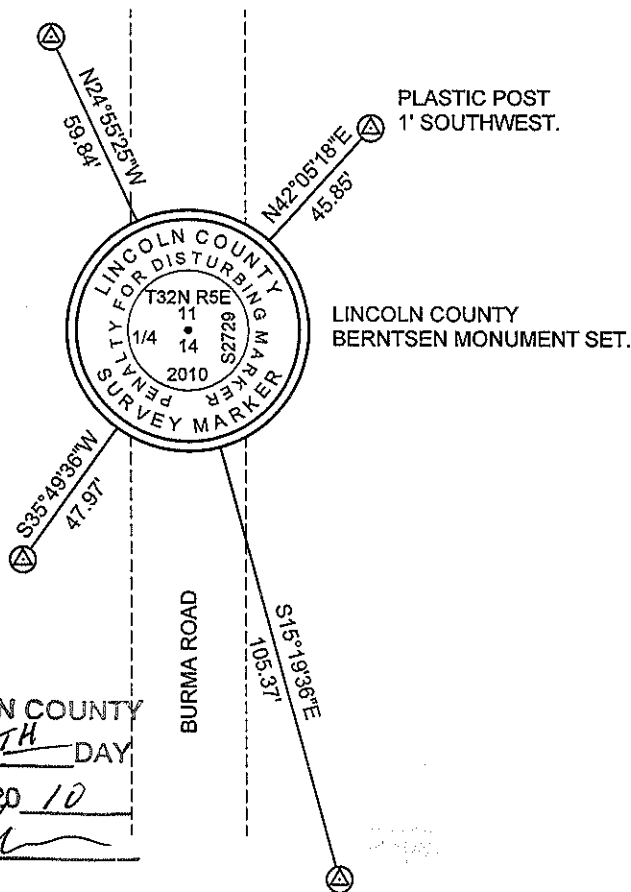 N24°55'25"W
59.84'
PLASTIC POST
1' SOUTHWEST.
N42°05'18"E
45.85'
LINCOLN COUNTY
PENALTY FOR DISTURBING MARKER
T32N R5E
11
1/4
14
S2729
2010
SURVEY MARKER
LINCOLN COUNTY
BERNTSEN MONUMENT SET.
S35°49'36"W
47.97'
BURMA ROAD
S15°19'36"E
105.37'
N COUNTY
TH DAY
20 10